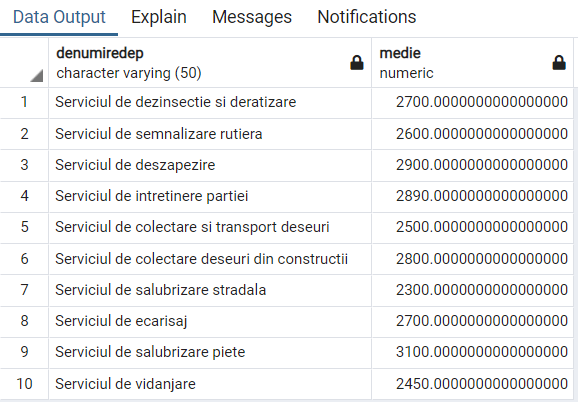 Data Output Explain Messages Notifications
denumiredep medie
character varying (50) numeric
1 Serviciul de dezinsectie si deratizare 2700.0000000000000000
2 Serviciul de semnalizare rutiera 2600.0000000000000000
3 Serviciul de deszapezire 2900.0000000000000000
4 Serviciul de intretinere partiei 2890.0000000000000000
5 Serviciul de colectare si transport deseuri 2500.0000000000000000
6 Serviciul de colectare deseuri din constructii 2800.0000000000000000
7 Serviciul de salubrizare stradala 2300.0000000000000000
8 Serviciul de ecarisaj 2700.0000000000000000
9 Serviciul de salubrizare piete 3100.0000000000000000
10 Serviciul de vidanjare 2450.0000000000000000